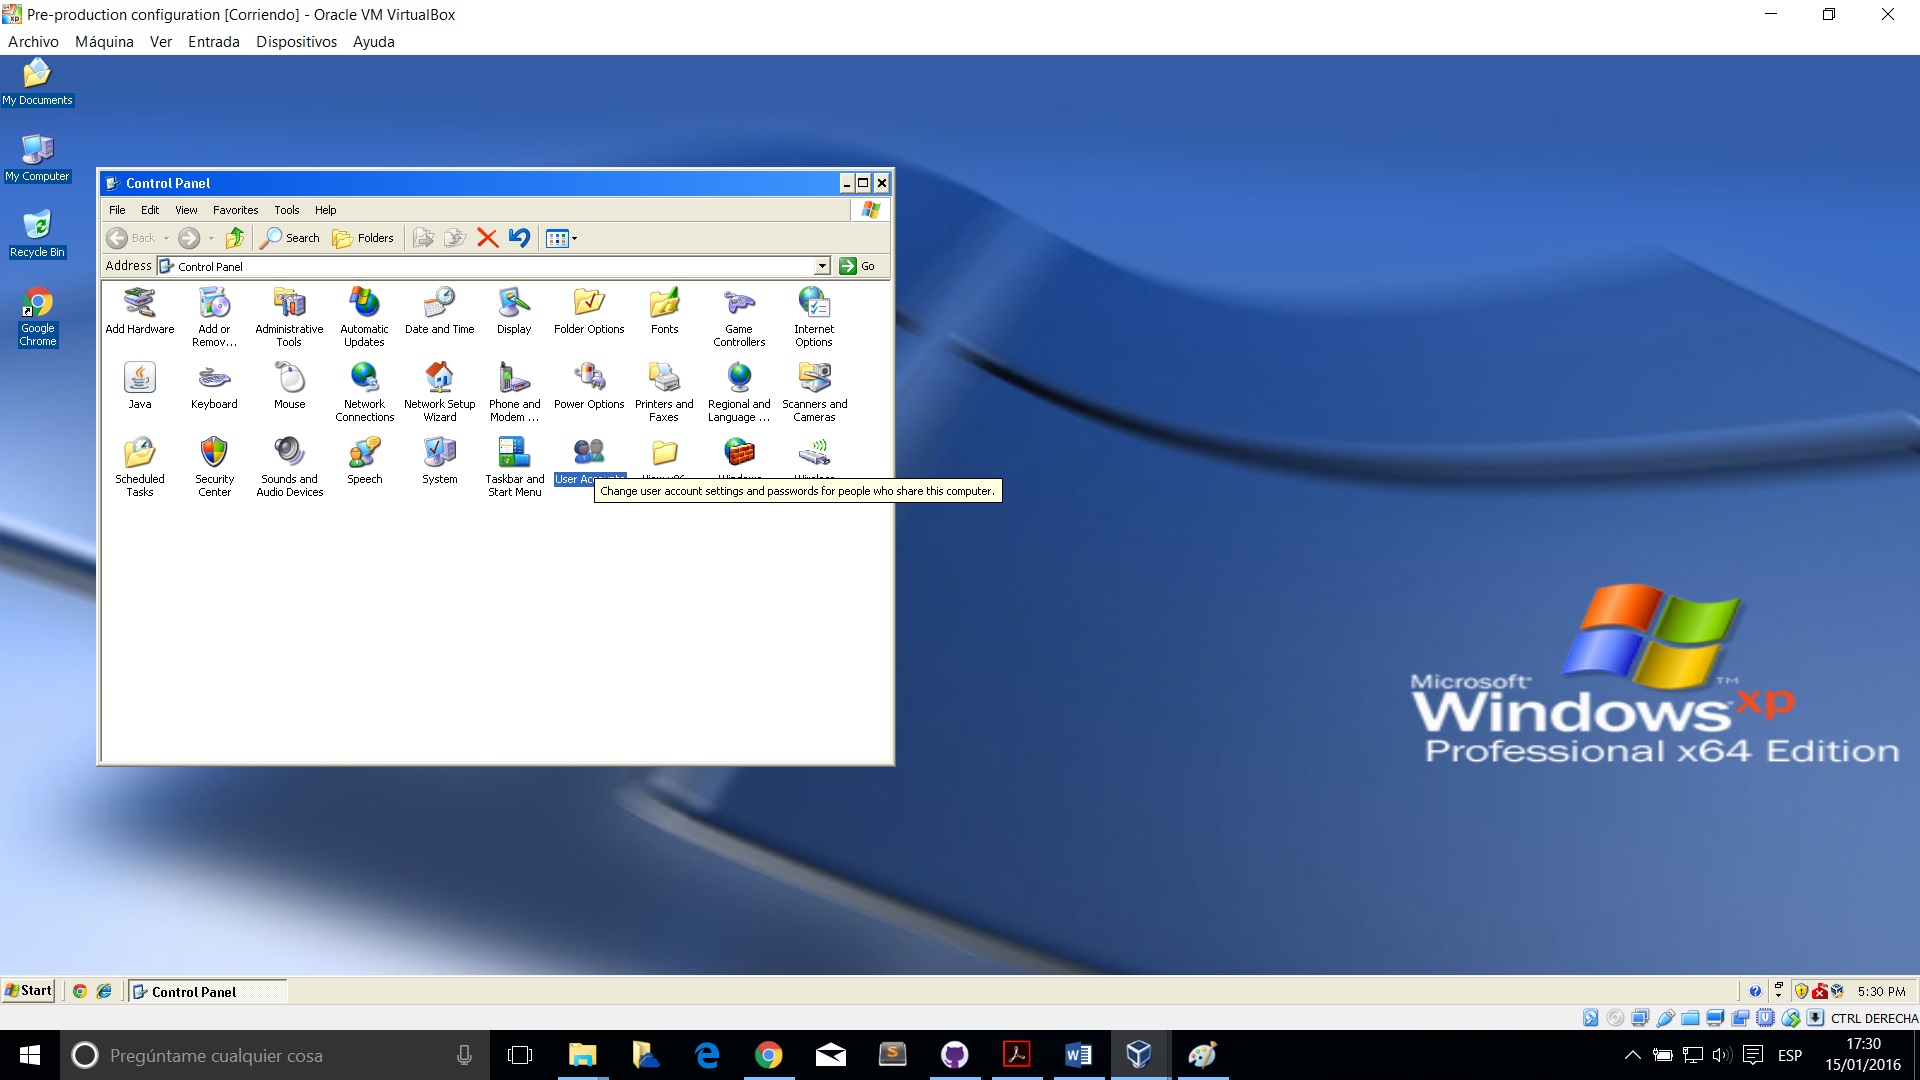 Pre-production configuration [Corriendo] - Oracle VM VirtualBox
Archivo Máquina Ver Entrada Dispositivos Ayuda
My Documents
My Computer
Recycle Bin
Google
Chrome
Control Panel
File Edit View Favorites Tools Help
Back Search Folders
Address Control Panel Go
Add Hardware
Add or
Remov...
Administrative
Tools
Automatic
Updates
Date and Time
Display
Folder Options
Fonts
Game
Controllers
Internet
Options
Java
Keyboard
Mouse
Network
Connections
Network Setup
Wizard
Phone and
Modem ...
Power Options
Printers and
Faxes
Regional and
Language ...
Scanners and
Cameras
Scheduled
Tasks
Security
Center
Sounds and
Audio Devices
Speech
System
Taskbar and
Start Menu
User Accounts
Change user account settings and passwords for people who share this computer.
Microsoft
Windows xp ™
Professional x64 Edition
Start Control Panel 5:30 PM
CTRL DERECHA
Pregúntame cualquier cosa
ESP
17:30
15/01/2016